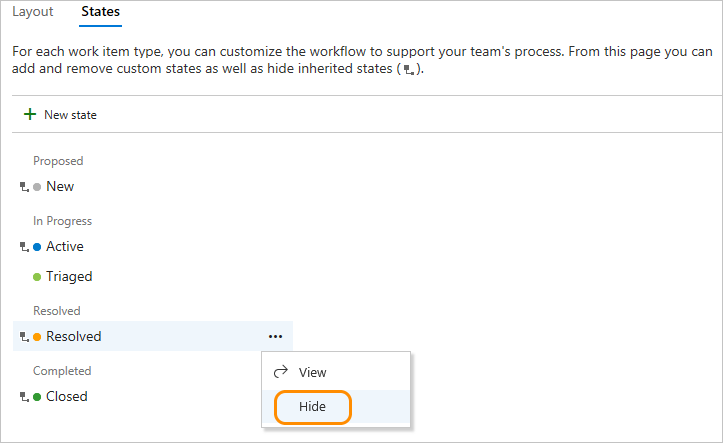 Layout States
For each work item type, you can customize the workflow to support your team's process. From this page you can
add and remove custom states as well as hide inherited states ( ).
New state
Proposed
New
In Progress
Active
Triaged
Resolved
Resolved
View
Completed
Closed
Hide